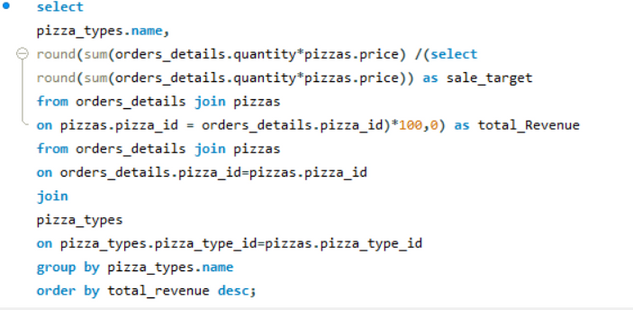 select
pizza_types.name,
round(sum(orders_details.quantity*pizzas.price) /(select
round(sum(orders_details.quantity*pizzas.price)) as sale_target
from orders_details join pizzas
on pizzas.pizza_id = orders_details.pizza_id)*100,0) as total_Revenue
from orders_details join pizzas
on orders_details.pizza_id=pizzas.pizza_id
join
pizza_types
on pizza_types.pizza_type_id=pizzas.pizza_type_id
group by pizza_types.name
order by total_revenue desc;